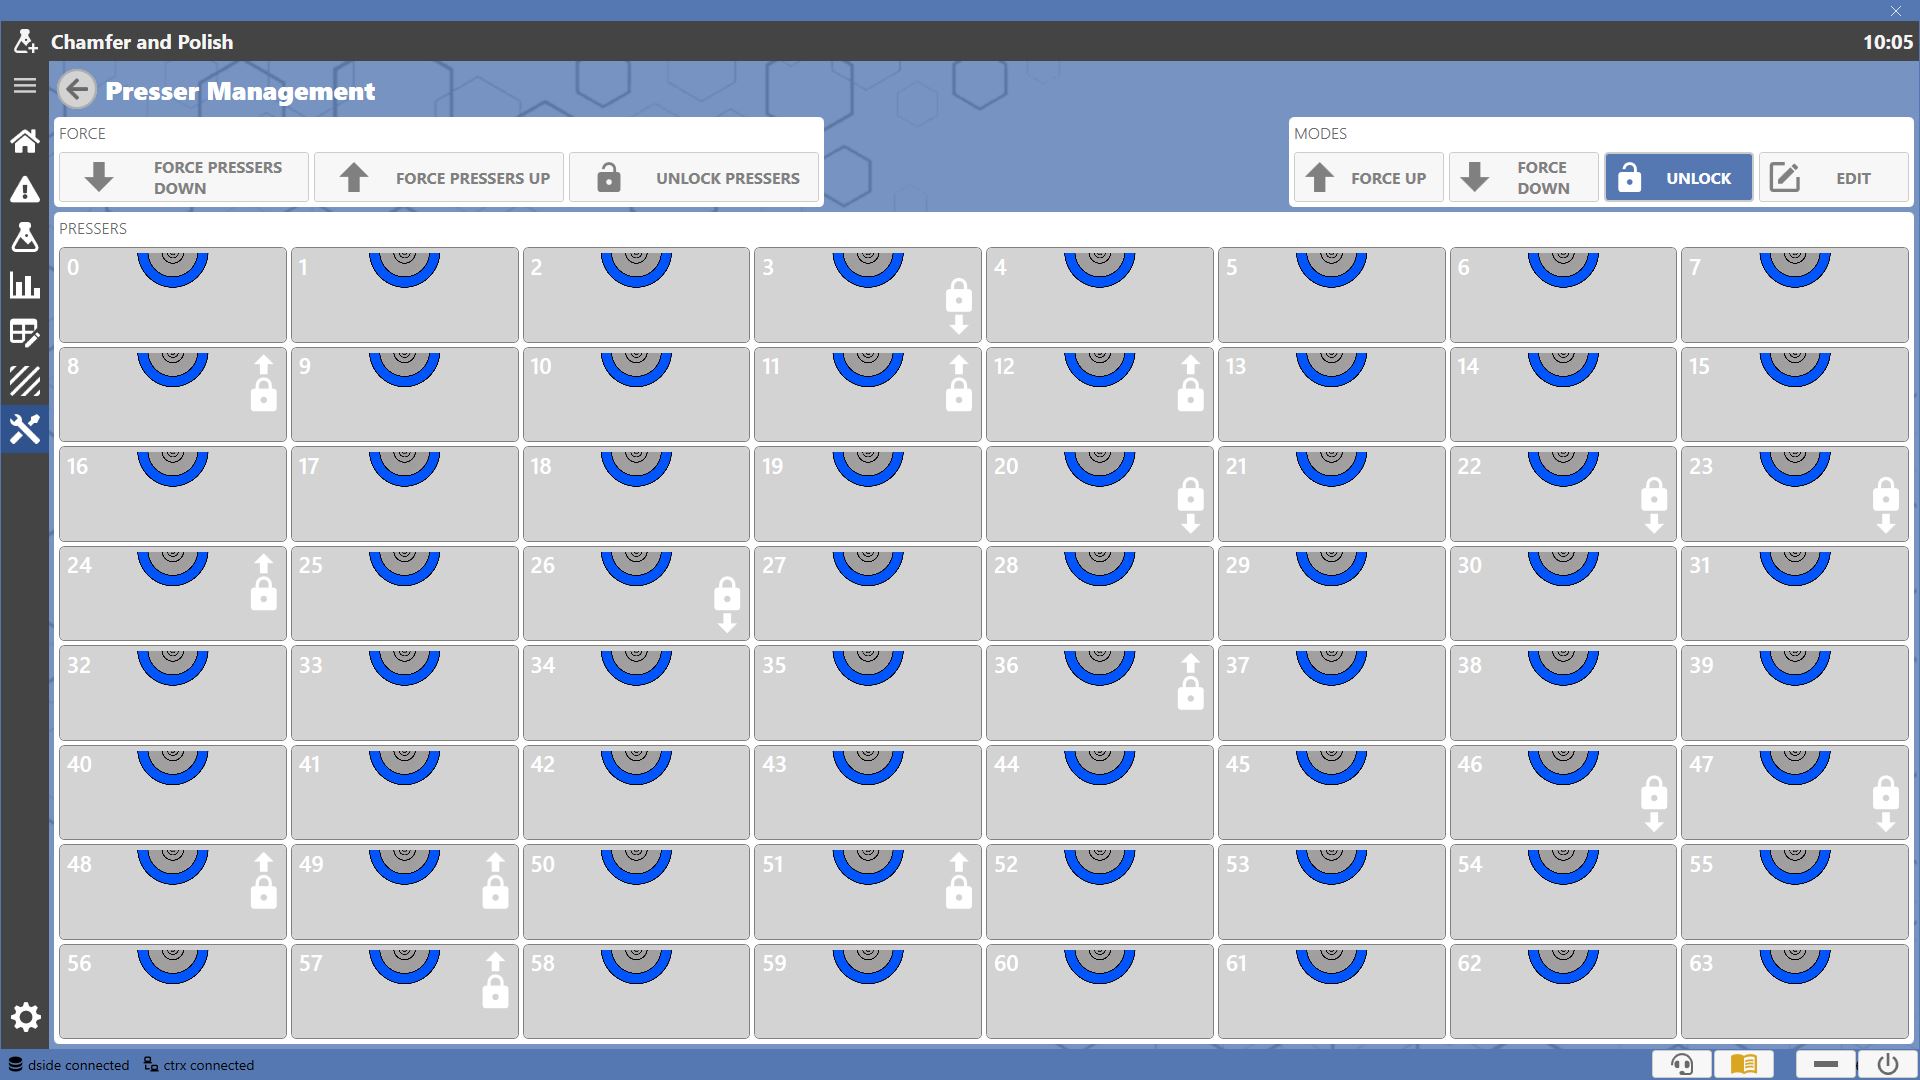 Chamfer and Polish
10:05
Presser Management
FORCE
MODES
FORCE PRESSERS
DOWN
FORCE PRESSERS UP
UNLOCK PRESSERS
FORCE UP
FORCE
DOWN
UNLOCK
EDIT
PRESSERS
0 1 2 3 4 5 6 7
8 9 10 11 12 13 14 15
16 17 18 19 20 21 22 23
24 25 26 27 28 29 30 31
32 33 34 35 36 37 38 39
40 41 42 43 44 45 46 47
48 49 50 51 52 53 54 55
56 57 58 59 60 61 62 63
dside connected ctrx connected